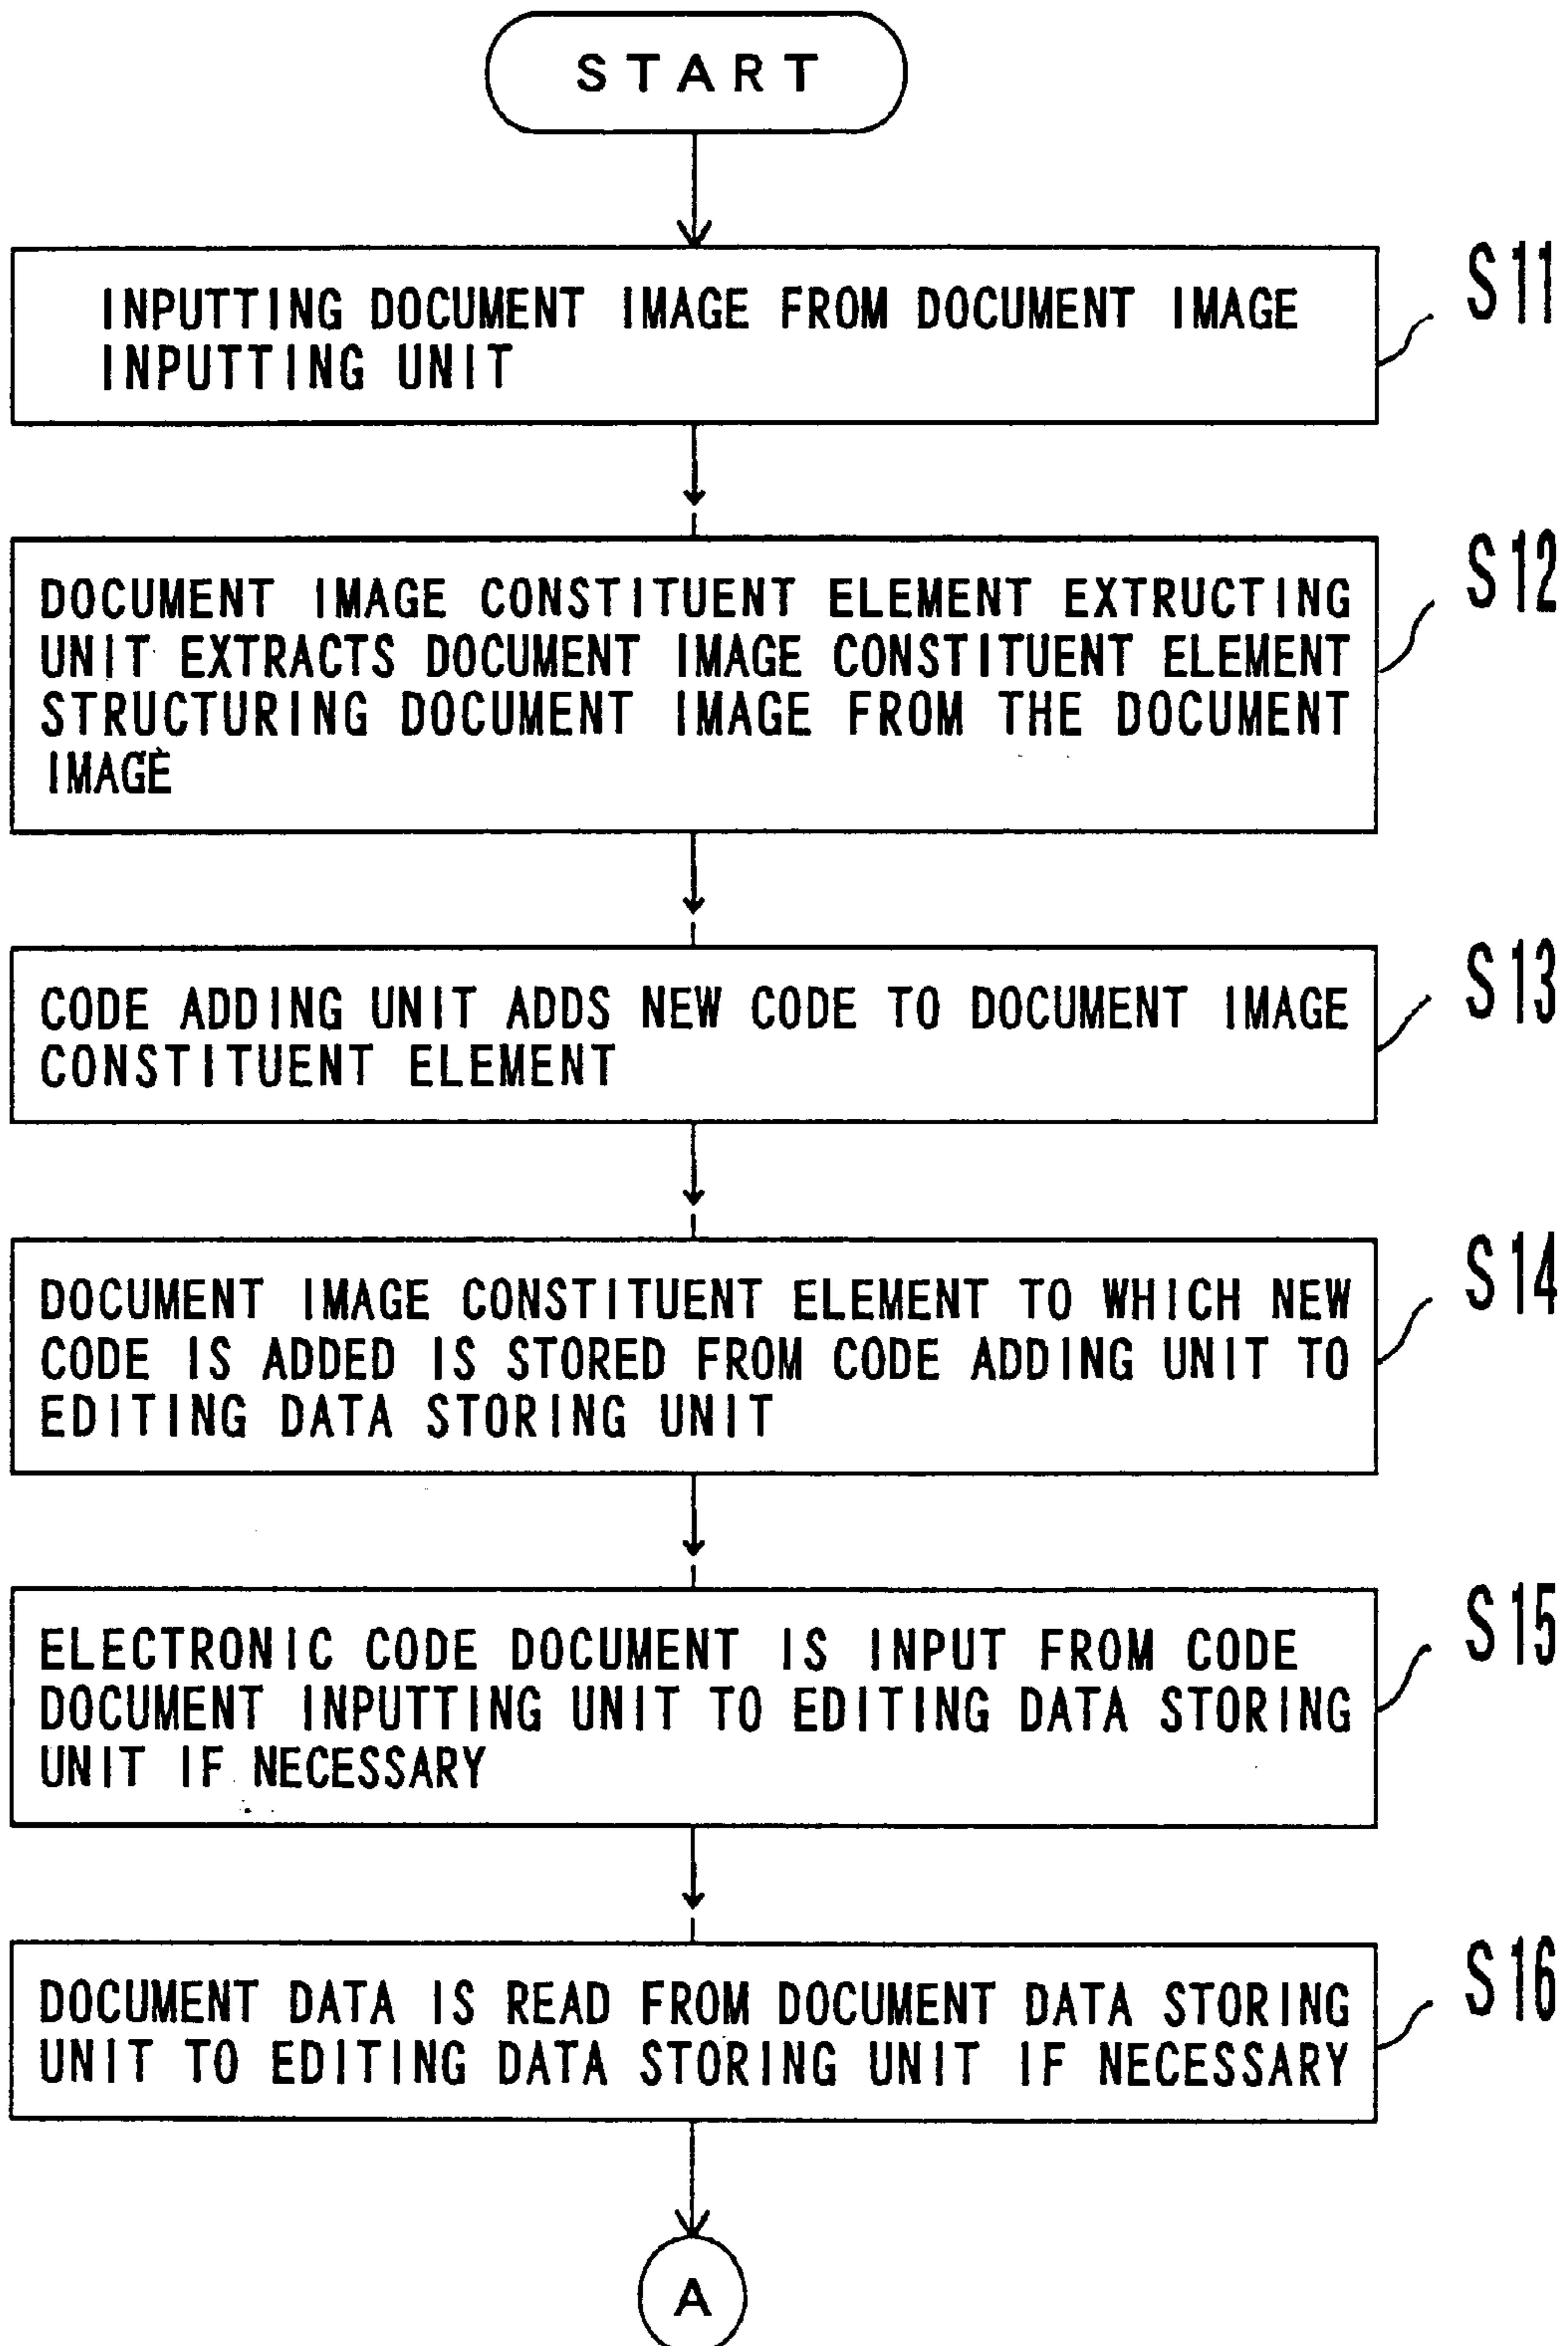 START
S11
INPUTTING DOCUMENT IMAGE FROM DOCUMENT IMAGE
INPUTTING UNIT
S12
DOCUMENT IMAGE CONSTITUENT ELEMENT EXTRUCTING
UNIT EXTRACTS DOCUMENT IMAGE CONSTITUENT ELEMENT
STRUCTURING DOCUMENT IMAGE FROM THE DOCUMENT
IMAGE
S13
CODE ADDING UNIT ADDS NEW CODE TO DOCUMENT IMAGE
CONSTITUENT ELEMENT
S14
DOCUMENT IMAGE CONSTITUENT ELEMENT TO WHICH NEW
CODE IS ADDED IS STORED FROM CODE ADDING UNIT TO
EDITING DATA STORING UNIT
S15
ELECTRONIC CODE DOCUMENT IS INPUT FROM CODE
DOCUMENT INPUTTING UNIT TO EDITING DATA STORING
UNIT IF NECESSARY
S16
DOCUMENT DATA IS READ FROM DOCUMENT DATA STORING
UNIT TO EDITING DATA STORING UNIT IF NECESSARY
A